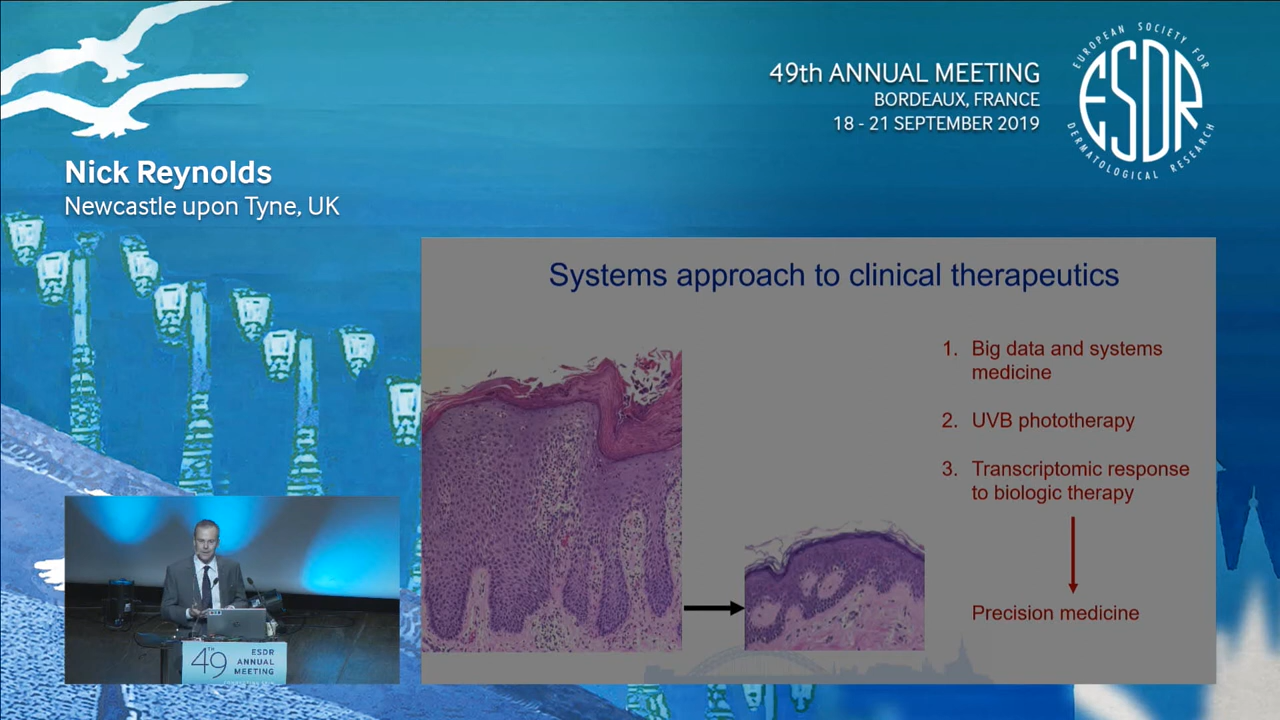 49th ANNUAL MEETING
BORDEAUX, FRANCE
18 - 21 SEPTEMBER 2019
EUROPEAN SOCIETY FOR
ESDR
DERMATOLOGICAL RESEARCH
Nick Reynolds
Newcastle upon Tyne, UK
Systems approach to clinical therapeutics
1. Big data and systems
medicine
2. UVB phototherapy
3. Transcriptomic response
to biologic therapy
Precision medicine
49
TH
ESDR
ANNUAL
MEETING